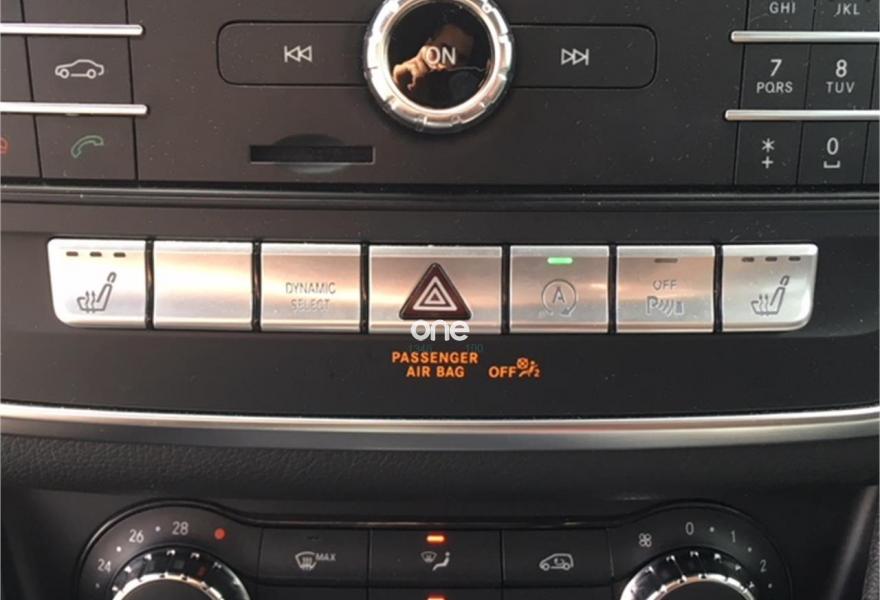 GHI
JKL
ON
7
PQRS
8
TUV
*
+
0
DYNAMIC
SELECT
A
OFF
P
one
PASSENGER
AIR BAG
OFF
2
24
26
28
MAX
0
1
2